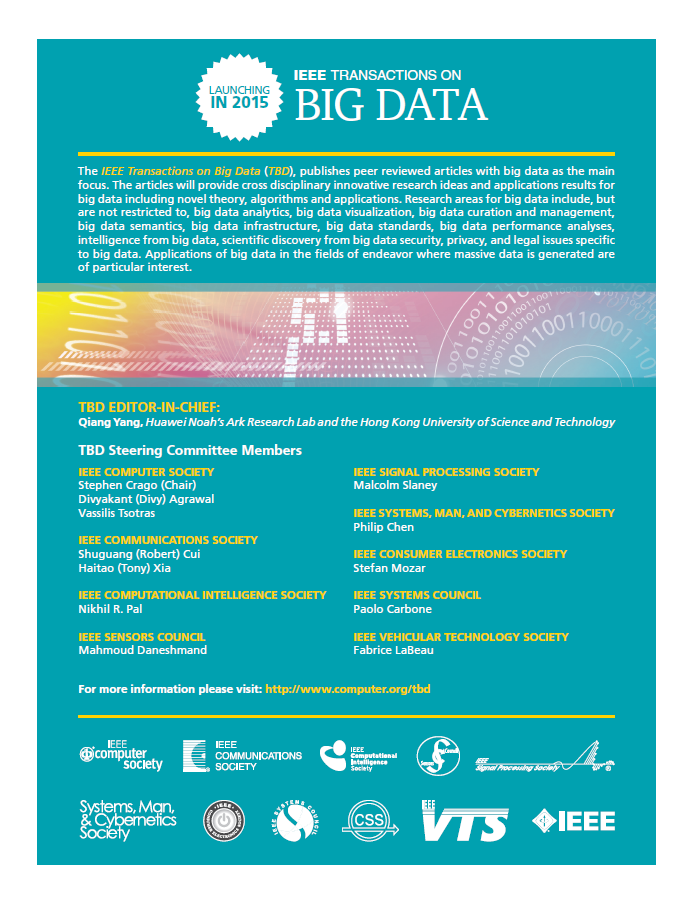 LAUNCHING
IN 2015
IEEE TRANSACTIONS ON
BIG DATA
The IEEE Transactions on Big Data (TBD), publishes peer reviewed articles with big data as the main
focus. The articles will provide cross disciplinary innovative research ideas and applications results for
big data including novel theory, algorithms and applications. Research areas for big data include, but
are not restricted to, big data analytics, big data visualization, big data curation and management,
big data semantics, big data infrastructure, big data standards, big data performance analyses,
intelligence from big data, scientific discovery from big data security, privacy, and legal issues specific
to big data. Applications of big data in the fields of endeavor where massive data is generated are
of particular interest.
TBD EDITOR-IN-CHIEF:
Qiang Yang, Huawei Noah's Ark Research Lab and the Hong Kong University of Science and Technology
TBD Steering Committee Members
IEEE COMPUTER SOCIETY
Stephen Crago (Chair)
Divyakant (Divy) Agrawal
Vassilis Tsotras
IEEE COMMUNICATIONS SOCIETY
Shuguang (Robert) Cui
Haitao (Tony) Xia
IEEE COMPUTATIONAL INTELLIGENCE SOCIETY
Nikhil R. Pal
IEEE SENSORS COUNCIL
Mahmoud Daneshmand
IEEE SIGNAL PROCESSING SOCIETY
Malcolm Slaney
IEEE SYSTEMS, MAN, AND CYBERNETICS SOCIETY
Philip Chen
IEEE CONSUMER ELECTRONICS SOCIETY
Stefan Mozar
IEEE SYSTEMS COUNCIL
Paolo Carbone
IEEE VEHICULAR TECHNOLOGY SOCIETY
Fabrice LaBeau
For more information please visit: http://www.computer.org/tbd
IEEE
computer
society
IEEE
COMMUNICATIONS
SOCIETY
IEEE
Computational
Intelligence
Society
Sensors Council
IEEE
Signal Processing Society
Systems, Man,
& Cybernetics
Society
IEEE
IEEE SYSTEMS COUNCIL
CSS
IEEE
VTS
IEEE